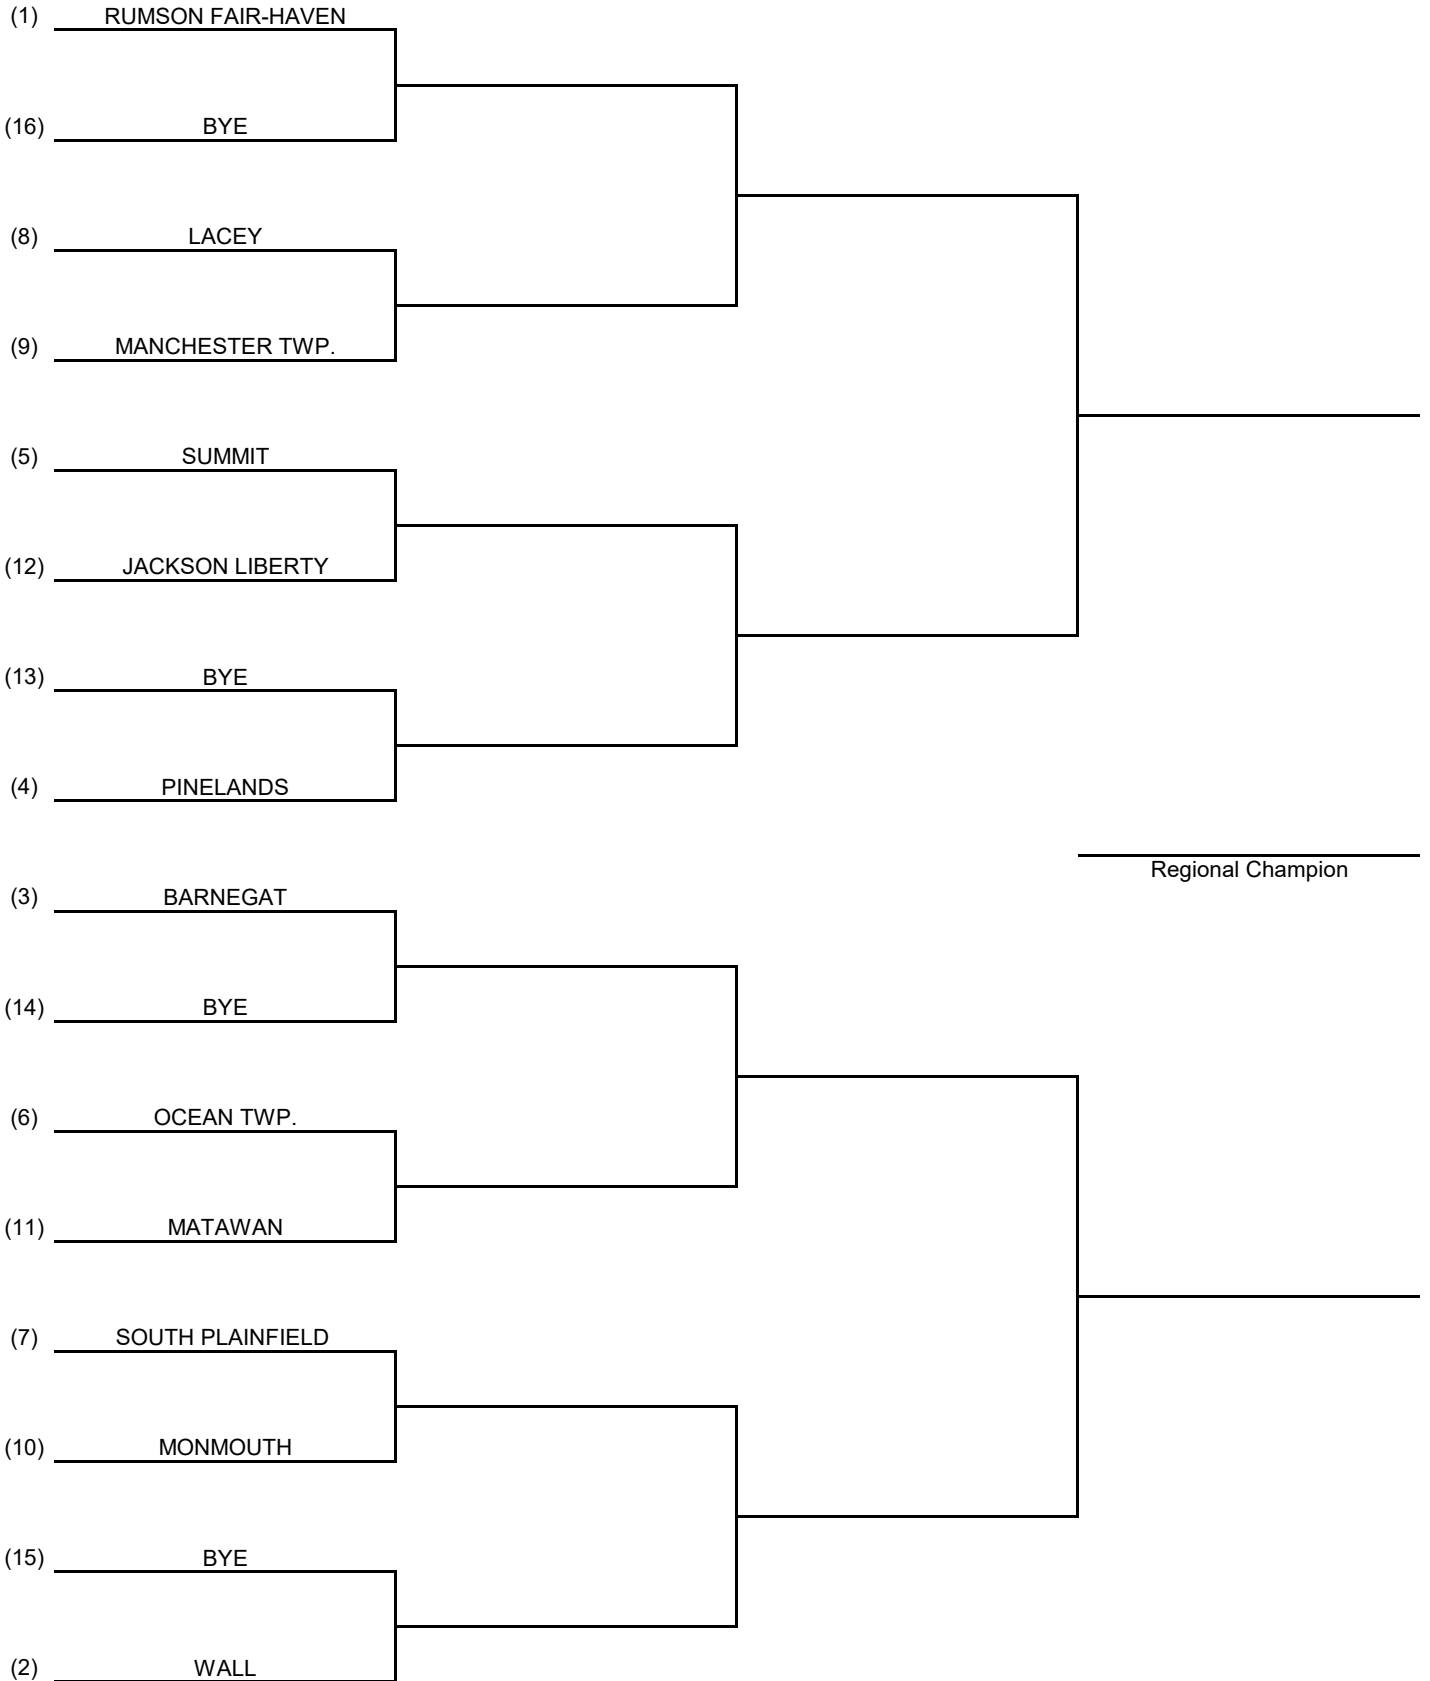 (1) RUMSON FAIR-HAVEN
(16) BYE
(8) LACEY
(9) MANCHESTER TWP.
(5) SUMMIT
(12) JACKSON LIBERTY
(13) BYE
(4) PINELANDS
Regional Champion
(3) BARNEGAT
(14) BYE
(6) OCEAN TWP.
(11) MATAWAN
(7) SOUTH PLAINFIELD
(10) MONMOUTH
(15) BYE
(2) WALL